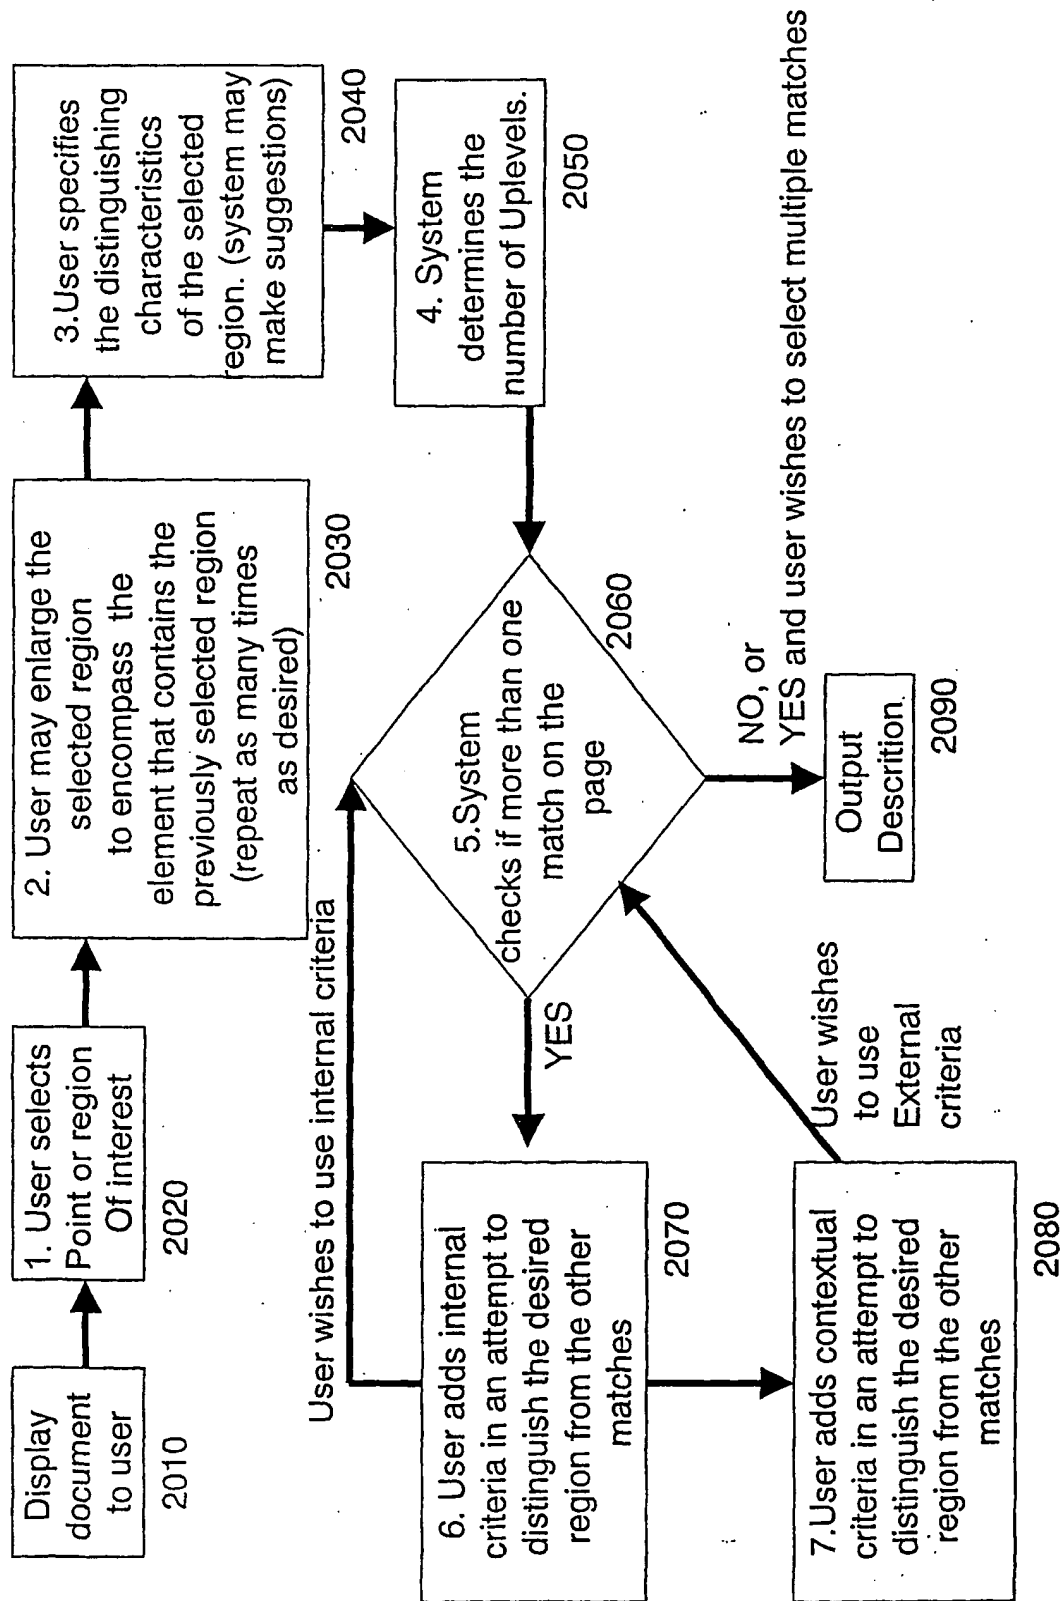 Display
document
to user
2010
1. User selects
Point or region
Of interest
2020
2. User may enlarge the
selected region
to encompass the
element that contains the
previously selected region
(repeat as many times
as desired)
2030
3.User specifies
the distinguishing
characteristics
of the selected
region. (system may
make suggestions)
2040
4. System
determines the
number of Uplevels.
2050
5.System
checks if more than one
match on the
page
2060
User wishes to use internal criteria
YES
6. User adds internal
criteria in an attempt to
distinguish the desired
region from the other
matches
2070
7.User adds contextual
criteria in an attempt to
distinguish the desired
region from the other
matches
2080
User wishes
to use
External
criteria
NO, or
YES and user wishes to select multiple matches
Output
Descrition.
2090